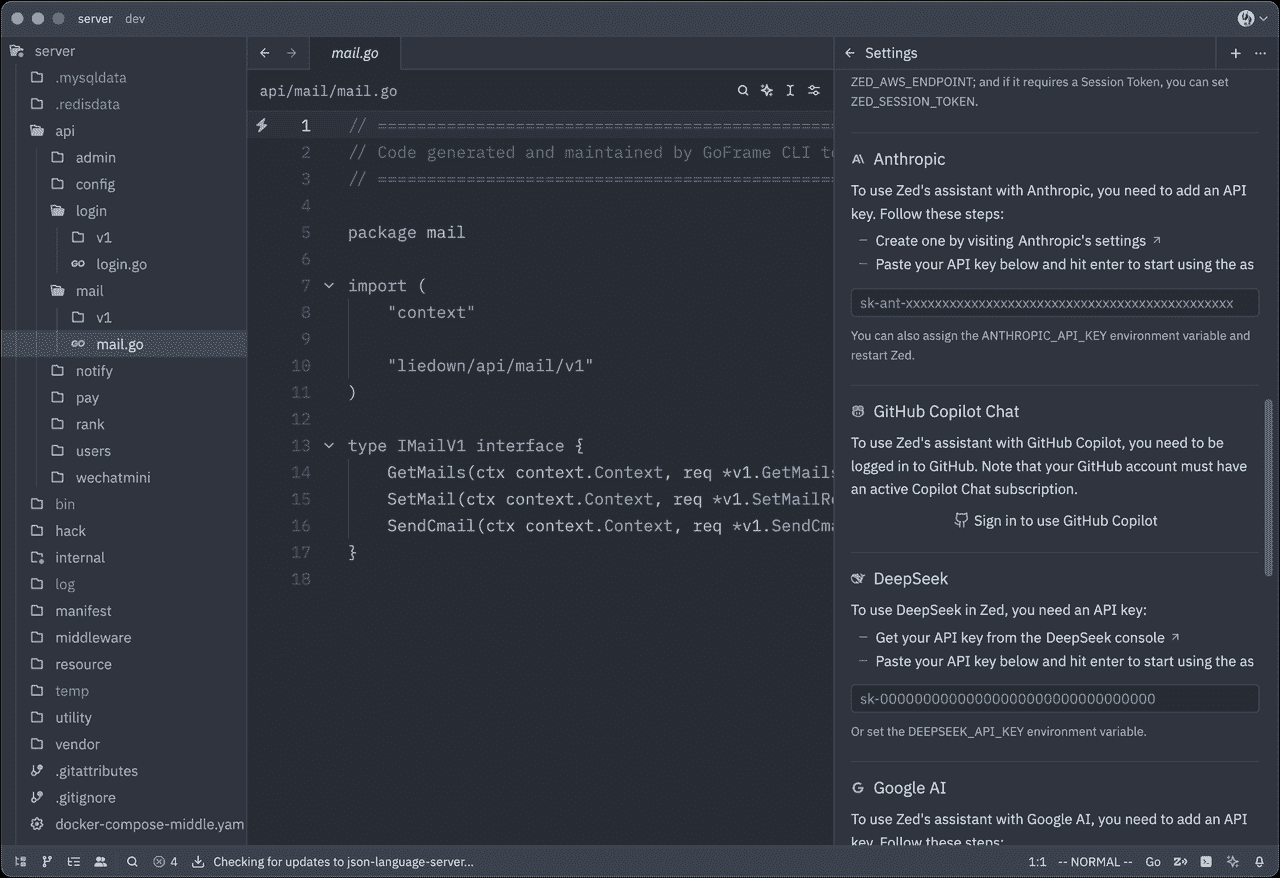 server dev
server
.mysqldata
.redisdata
api
admin
config
login
v1
login.go
mail
v1
mail.go
notify
pay
rank
users
wechatmini
bin
hack
internal
log
manifest
middleware
resource
temp
utility
vendor
.gitattributes
.gitignore
docker-compose-middle.yam
mail.go
api/mail/mail.go
1 // ===============================================
2 // Code generated and maintained by GoFrame CLI to
3 // ===============================================
4
5 package mail
6
7 import (
8 "context"
9
10 "liedown/api/mail/v1"
11 )
12
13 type IMailV1 interface {
14 GetMails(ctx context.Context, req *v1.GetMails
15 SetMail(ctx context.Context, req *v1.SetMailRe
16 SendCmail(ctx context.Context, req *v1.SendCma
17 }
18
Settings
ZED_AWS_ENDPOINT; and if it requires a Session Token, you can set
ZED_SESSION_TOKEN.
Anthropic
To use Zed's assistant with Anthropic, you need to add an API
key. Follow these steps:
– Create one by visiting Anthropic's settings ↗
– Paste your API key below and hit enter to start using the as
sk-ant-xxxxxxxxxxxxxxxxxxxxxxxxxxxxxxxxxxxxxxxxxxxxx
You can also assign the ANTHROPIC_API_KEY environment variable and
restart Zed.
GitHub Copilot Chat
To use Zed's assistant with GitHub Copilot, you need to be
logged in to GitHub. Note that your GitHub account must have
an active Copilot Chat subscription.
Sign in to use GitHub Copilot
DeepSeek
To use DeepSeek in Zed, you need an API key:
– Get your API key from the DeepSeek console ↗
– Paste your API key below and hit enter to start using the as
sk-00000000000000000000000000000000
Or set the DEEPSEEK_API_KEY environment variable.
Google AI
To use Zed's assistant with Google AI, you need to add an API
key. Follow these steps:
4 Checking for updates to json-language-server...
1:1 -- NORMAL -- Go